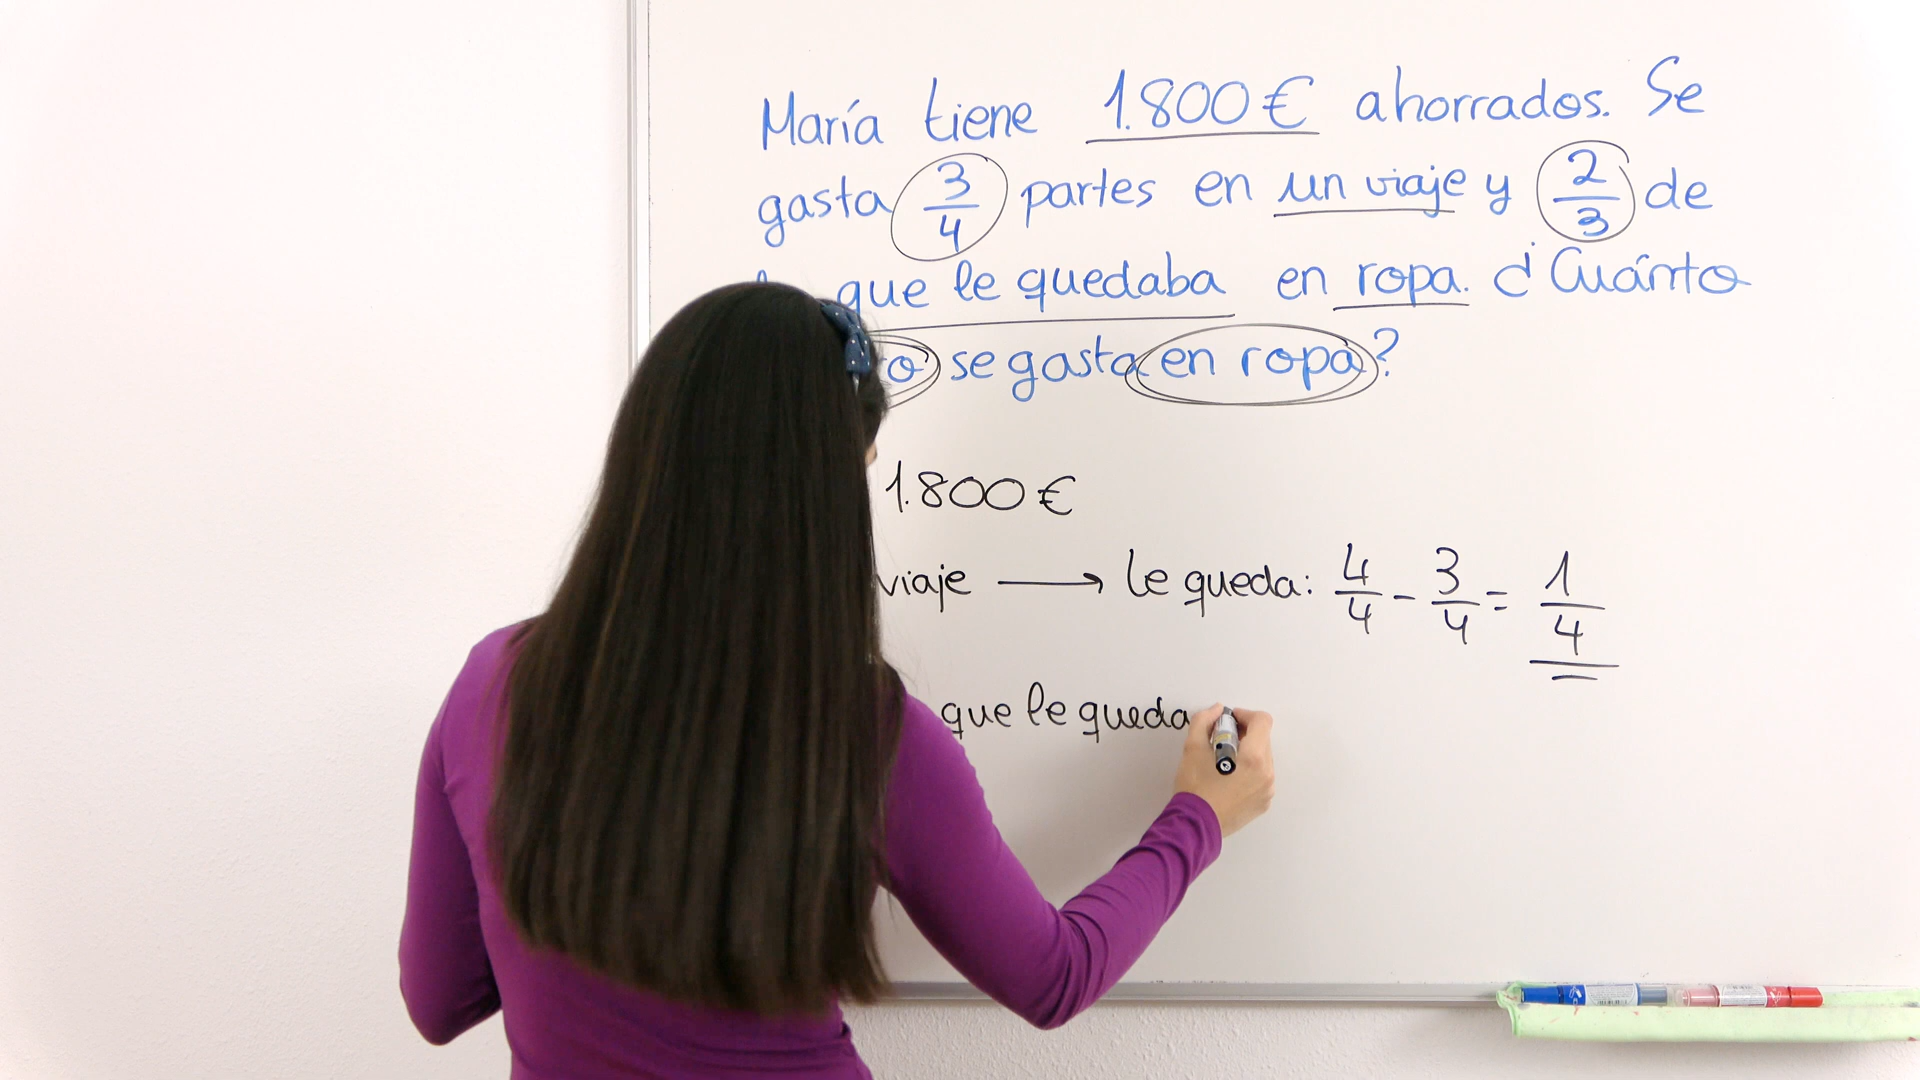 María tiene 1.800€ ahorrados. Se
gasta 3/4 partes en un viaje y 2/3 de
que le quedaba en ropa. ¿Cuánto
se gasta en ropa?
1.800€
viaje → le queda: 4/4 - 3/4 = 1/4
que le queda